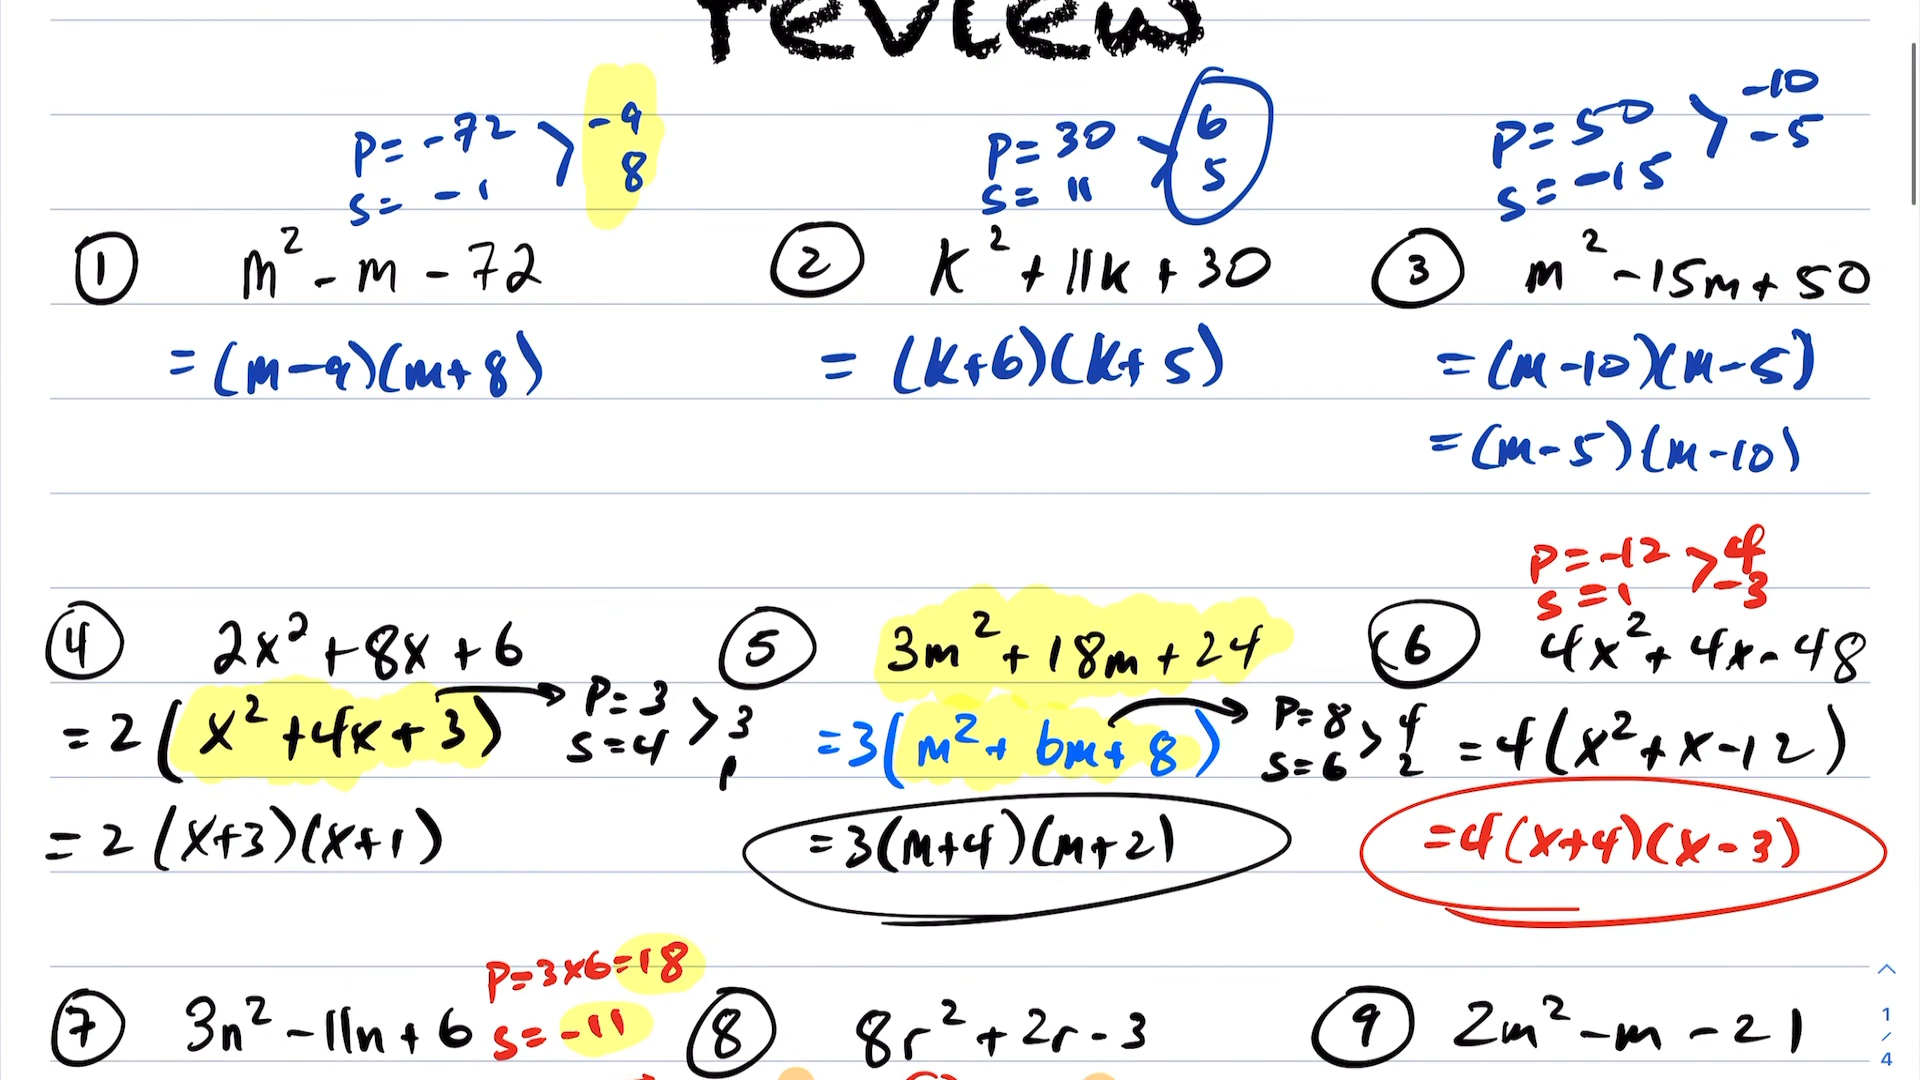 review
P = -72 > -9
S = -1 8
P = 30 6
S = 11 5
P = 50 > -10
S = -15 -5
① m² - m - 72
= (m-9)(m+8)
② k² + 11k + 30
= (k+6)(k+5)
③ m² - 15m + 50
= (m-10)(m-5)
= (m-5)(m-10)
④ 2x² + 8x + 6
= 2(x² + 4x + 3) P = 3 > 3
S = 4 1
= 2(x+3)(x+1)
⑤ 3m² + 18m + 24
= 3(m² + 6m + 8) P = 8 > 4
S = 6 2
= 3(m+4)(m+2)
P = -12 > 4
S = 1 -3
⑥ 4x² + 4x - 48
= 4(x² + x - 12)
= 4(x+4)(x-3)
P = 3x6 = 18
⑦ 3n² - 11n + 6 S = -11
⑧ 8r² + 2r - 3
⑨ 2m² - m - 21
1
/
4